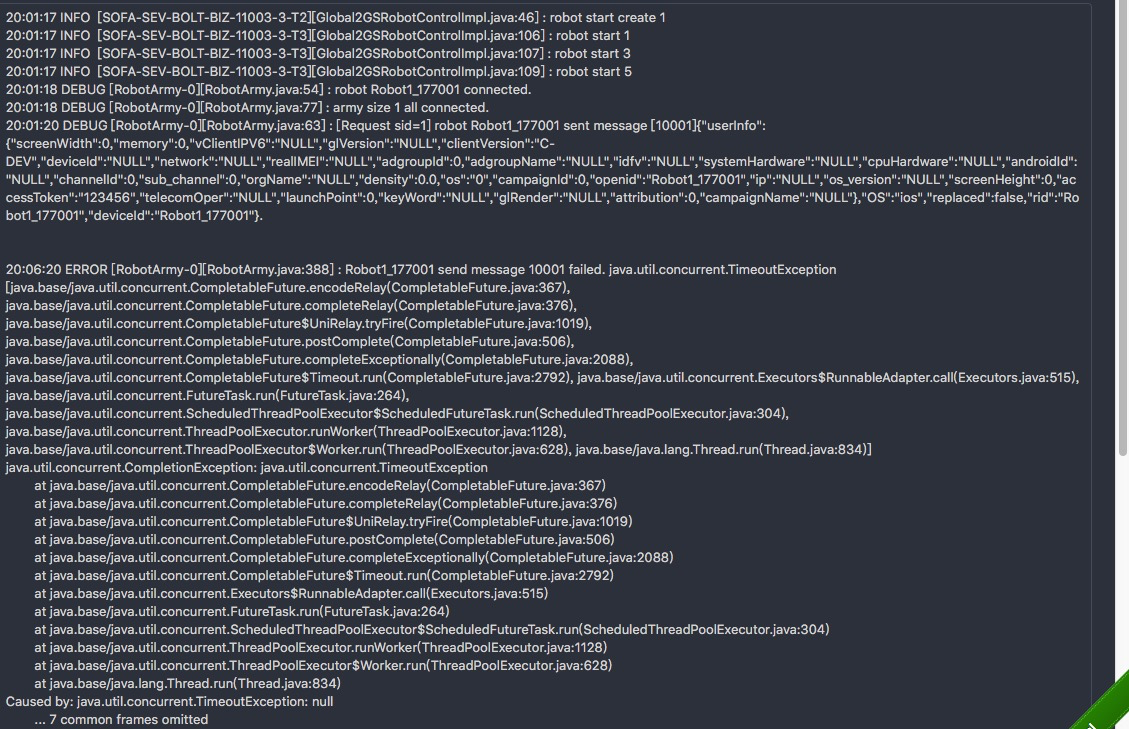 20:01:17 INFO  [SOFA-SEV-BOLT-BIZ-11003-3-T2][Global2GSRobotControlImpl.java:46] : robot start create 1
20:01:17 INFO  [SOFA-SEV-BOLT-BIZ-11003-3-T3][Global2GSRobotControlImpl.java:106] : robot start 1
20:01:17 INFO  [SOFA-SEV-BOLT-BIZ-11003-3-T3][Global2GSRobotControlImpl.java:107] : robot start 3
20:01:17 INFO  [SOFA-SEV-BOLT-BIZ-11003-3-T3][Global2GSRobotControlImpl.java:109] : robot start 5
20:01:18 DEBUG [RobotArmy-0][RobotArmy.java:54] : robot Robot1_177001 connected.
20:01:18 DEBUG [RobotArmy-0][RobotArmy.java:77] : army size 1 all connected.
20:01:20 DEBUG [RobotArmy-0][RobotArmy.java:63] : [Request sid=1] robot Robot1_177001 sent message [10001]{"userInfo":
{"screenWidth":0,"memory":0,"vClientIPV6":"NULL","glVersion":"NULL","clientVersion":"C-
DEV","deviceId":"NULL","network":"NULL","realIMEI":"NULL","adgroupId":0,"adgroupName":"NULL","idfv":"NULL","systemHardware":"NULL","cpuHardware":"NULL","androidId":
"NULL","channelId":0,"sub_channel":0,"orgName":"NULL","density":0.0,"os":"0","campaignId":0,"openid":"Robot1_177001","ip":"NULL","os_version":"NULL","screenHeight":0,"ac
cessToken":"123456","telecomOper":"NULL","launchPoint":0,"keyWord":"NULL","glRender":"NULL","attribution":0,"campaignName":"NULL"},"OS":"ios","replaced":false,"rid":"Ro
bot1_177001","deviceId":"Robot1_177001"}.
20:06:20 ERROR [RobotArmy-0][RobotArmy.java:388] : Robot1_177001 send message 10001 failed. java.util.concurrent.TimeoutException
[java.base/java.util.concurrent.CompletableFuture.encodeRelay(CompletableFuture.java:367),
java.base/java.util.concurrent.CompletableFuture.completeRelay(CompletableFuture.java:376),
java.base/java.util.concurrent.CompletableFuture$UniRelay.tryFire(CompletableFuture.java:1019),
java.base/java.util.concurrent.CompletableFuture.postComplete(CompletableFuture.java:506),
java.base/java.util.concurrent.CompletableFuture.completeExceptionally(CompletableFuture.java:2088),
java.base/java.util.concurrent.CompletableFuture$Timeout.run(CompletableFuture.java:2792), java.base/java.util.concurrent.Executors$RunnableAdapter.call(Executors.java:515),
java.base/java.util.concurrent.FutureTask.run(FutureTask.java:264),
java.base/java.util.concurrent.ScheduledThreadPoolExecutor$ScheduledFutureTask.run(ScheduledThreadPoolExecutor.java:304),
java.base/java.util.concurrent.ThreadPoolExecutor.runWorker(ThreadPoolExecutor.java:1128),
java.base/java.util.concurrent.ThreadPoolExecutor$Worker.run(ThreadPoolExecutor.java:628), java.base/java.lang.Thread.run(Thread.java:834)]
java.util.concurrent.CompletionException: java.util.concurrent.TimeoutException
at java.base/java.util.concurrent.CompletableFuture.encodeRelay(CompletableFuture.java:367)
at java.base/java.util.concurrent.CompletableFuture.completeRelay(CompletableFuture.java:376)
at java.base/java.util.concurrent.CompletableFuture$UniRelay.tryFire(CompletableFuture.java:1019)
at java.base/java.util.concurrent.CompletableFuture.postComplete(CompletableFuture.java:506)
at java.base/java.util.concurrent.CompletableFuture.completeExceptionally(CompletableFuture.java:2088)
at java.base/java.util.concurrent.CompletableFuture$Timeout.run(CompletableFuture.java:2792)
at java.base/java.util.concurrent.Executors$RunnableAdapter.call(Executors.java:515)
at java.base/java.util.concurrent.FutureTask.run(FutureTask.java:264)
at java.base/java.util.concurrent.ScheduledThreadPoolExecutor$ScheduledFutureTask.run(ScheduledThreadPoolExecutor.java:304)
at java.base/java.util.concurrent.ThreadPoolExecutor.runWorker(ThreadPoolExecutor.java:1128)
at java.base/java.util.concurrent.ThreadPoolExecutor$Worker.run(ThreadPoolExecutor.java:628)
at java.base/java.lang.Thread.run(Thread.java:834)
Caused by: java.util.concurrent.TimeoutException: null
... 7 common frames omitted